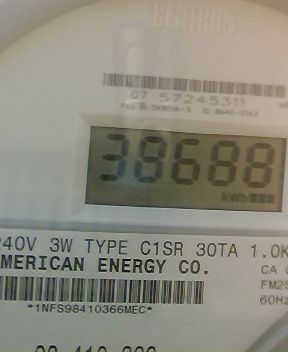 CENTRON
07 57245311
38688
kWh
240V 3W TYPE C1SR 30TA 1.0K
AMERICAN ENERGY CO.
CA
FM2S
60Hz
*1NFS98410366MEC*